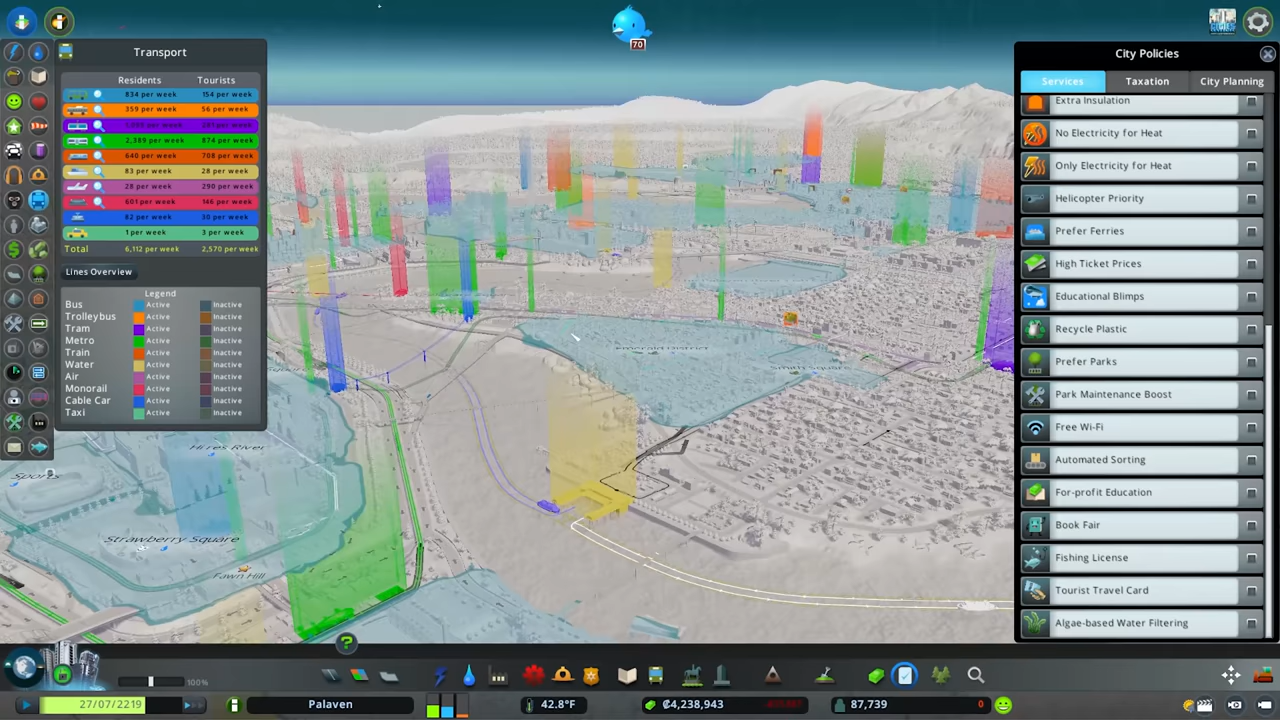 70
Transport
Residents Tourists
834 per week 154 per week
359 per week 56 per week
2,389 per week 874 per week
640 per week 708 per week
83 per week 28 per week
28 per week 290 per week
601 per week 146 per week
82 per week 30 per week
1 per week 3 per week
Total 6,112 per week 2,570 per week
Lines Overview
Legend
Bus Active Inactive
Trolleybus Active Inactive
Tram Active Inactive
Metro Active Inactive
Train Active Inactive
Water Active Inactive
Air Active Inactive
Monorail Active Inactive
Cable Car Active Inactive
Taxi Active Inactive
Emerald District
Smith Square
Hines River
Strawberry Square
Fawn Hill
City Policies
Services Taxation City Planning
Extra Insulation
No Electricity for Heat
Only Electricity for Heat
Helicopter Priority
Prefer Ferries
High Ticket Prices
Educational Blimps
Recycle Plastic
Prefer Parks
Park Maintenance Boost
Free Wi-Fi
Automated Sorting
For-profit Education
Book Fair
Fishing License
Tourist Travel Card
Algae-based Water Filtering
?
100%
27/07/2219
Palaven
42.8°F
₡4,238,943
87,739
0